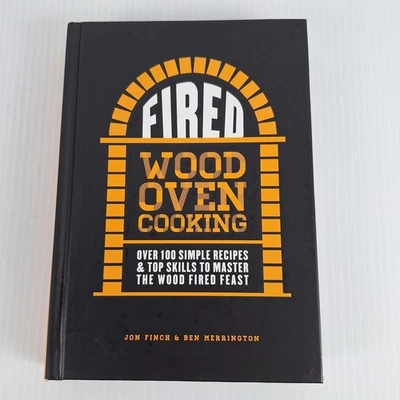 FIRED
WOOD
OVEN
COOKING
OVER 100 SIMPLE RECIPES
& TOP SKILLS TO MASTER
THE WOOD FIRED FEAST
JON FINCH & BEN MERRINGTON